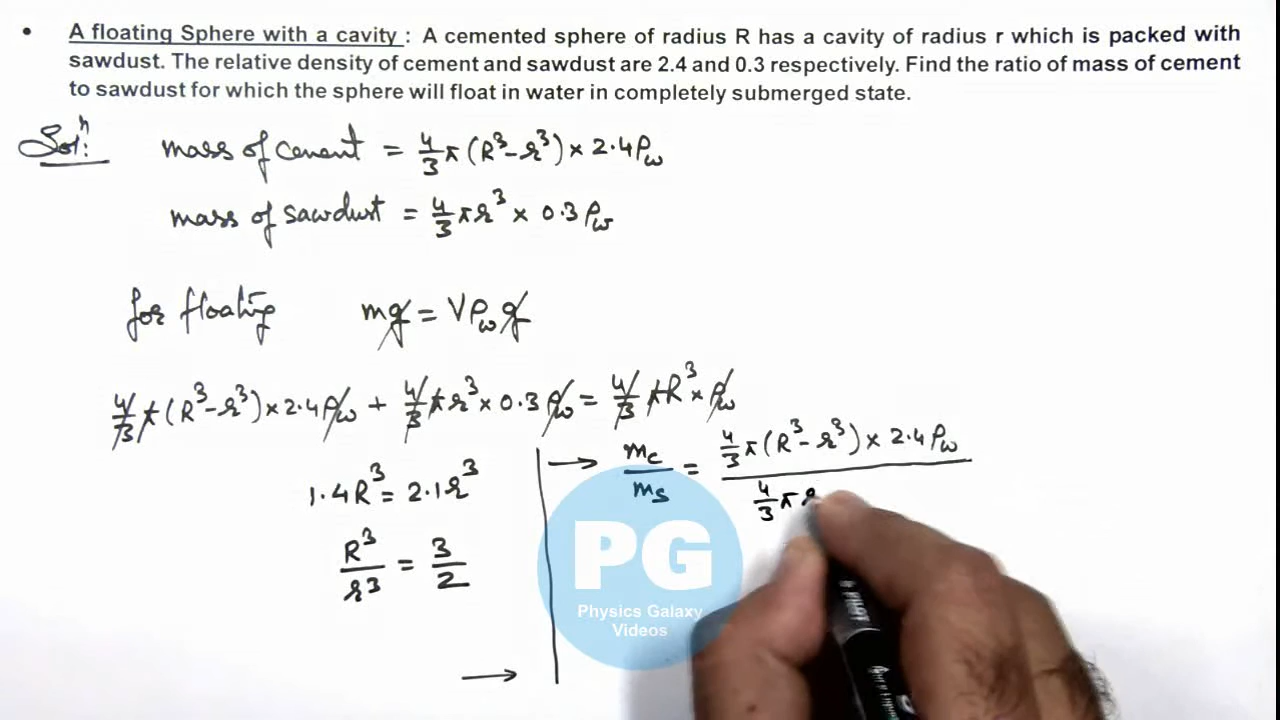 • A floating Sphere with a cavity : A cemented sphere of radius R has a cavity of radius r which is packed with
sawdust. The relative density of cement and sawdust are 2.4 and 0.3 respectively. Find the ratio of mass of cement
to sawdust for which the sphere will float in water in completely submerged state.
Solⁿ: mass of cement = 4/3 π (R³ - r³) × 2.4 ρw
mass of sawdust = 4/3 π r³ × 0.3 ρw
for floating mg = Vρw g
4/3 π (R³ - r³) × 2.4 ρw + 4/3 π r³ × 0.3 ρw = 4/3 π R³ × ρw
1.4 R³ = 2.1 r³
R³/r³ = 3/2
→
→ mc/ms = 4/3 π (R³ - r³) × 2.4 ρw / 4/3 π r
PG
Physics Galaxy
Videos
PILOT